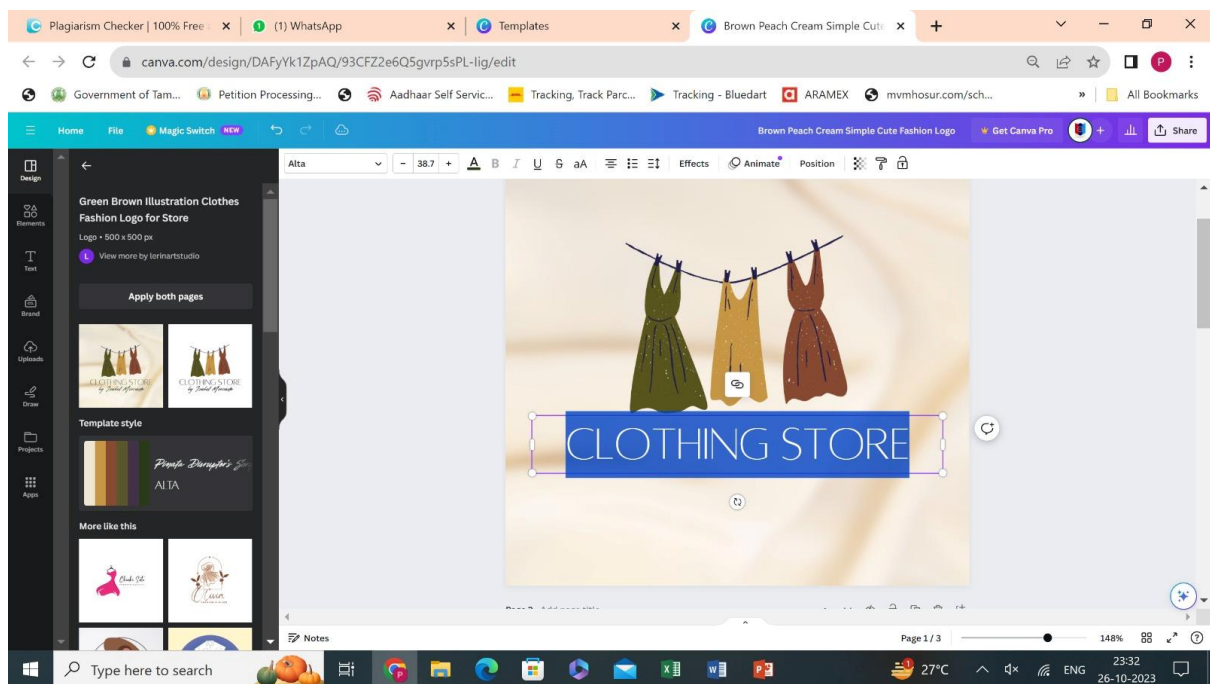 Plagiarism Checker | 100% Free
(1) WhatsApp
Templates
Brown Peach Cream Simple Cute
canva.com/design/DAFyYk1ZpAQ/93CFZ2e6Q5gvrp5sPL-lig/edit
Government of Tam...
Petition Processing...
Aadhaar Self Servic...
Tracking, Track Parc...
Tracking - Bluedart
ARAMEX
mvmhosur.com/sch...
»
All Bookmarks
Home
File
Magic Switch NEW
Brown Peach Cream Simple Cute Fashion Logo
Get Canva Pro
Share
Design
Elements
Text
Brand
Uploads
Draw
Projects
Apps
Green Brown Illustration Clothes
Fashion Logo for Store
Logo • 500 x 500 px
L View more by lerinartstudio
Apply both pages
CLOTHING STORE
CLOTHING STORE
Template style
ALTA
More like this
Alta
- 38.7 +
A B I U S aA
Effects
Animate
Position
CLOTHING STORE
Notes
Page 1 / 3
148%
Type here to search
27°C
ENG
23:32
26-10-2023